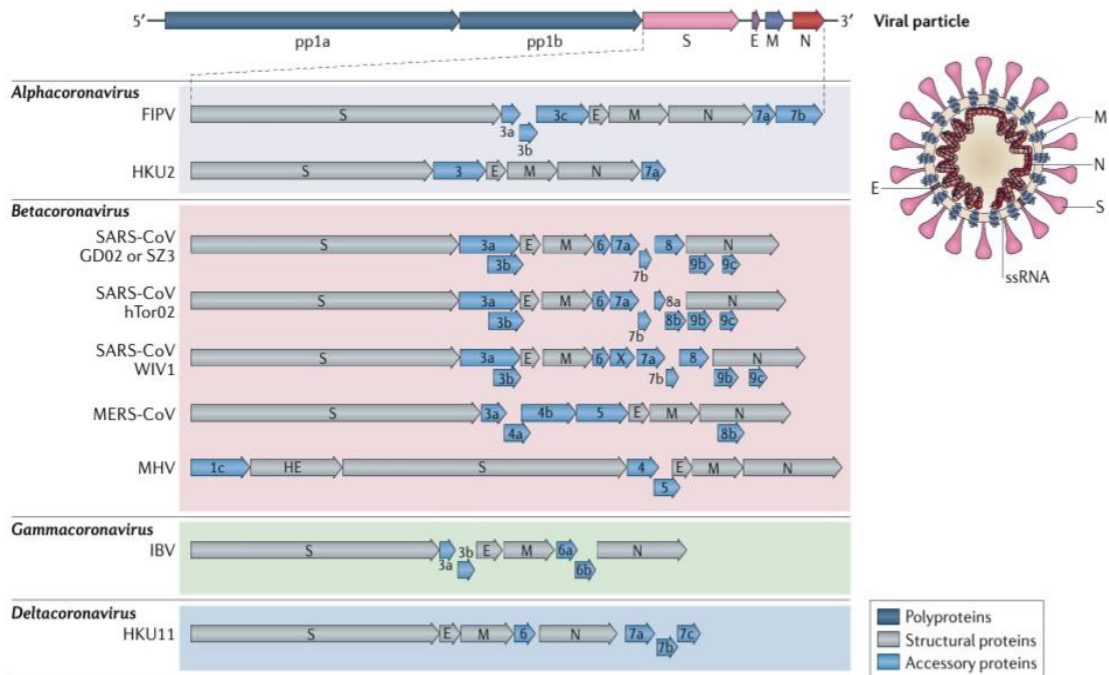 5′ 3′ Viral particle
pp1a pp1b S E M N
Alphacoronavirus
FIPV S 3a 3b 3c E M N 7a 7b
HKU2 S 3 E M N 7a
M
N
E S
ssRNA
Betacoronavirus
SARS-CoV
GD02 or SZ3
S 3a E M 6 7a 8 N
3b 7b 9b 9c
SARS-CoV
hTor02
S 3a E M 6 7a 8a N
3b 7b 8b 9b 9c
SARS-CoV
WIV1
S 3a E M 6 X 7a 8 N
3b 7b 9b 9c
MERS-CoV S 3a 4b 5 E M N
4a 8b
MHV 1c HE S 4 E M N
5
Gammacoronavirus
IBV S 3b E M 6a N
3a 6b
Deltacoronavirus
HKU11 S E M 6 N 7a 7c
7b
Polyproteins
Structural proteins
Accessory proteins